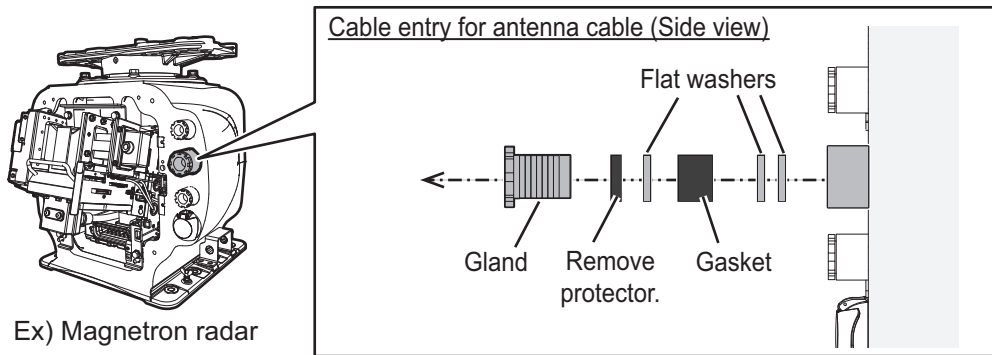 Cable entry for antenna cable (Side view)
Flat washers
Gland
Remove
protector.
Gasket
Ex) Magnetron radar